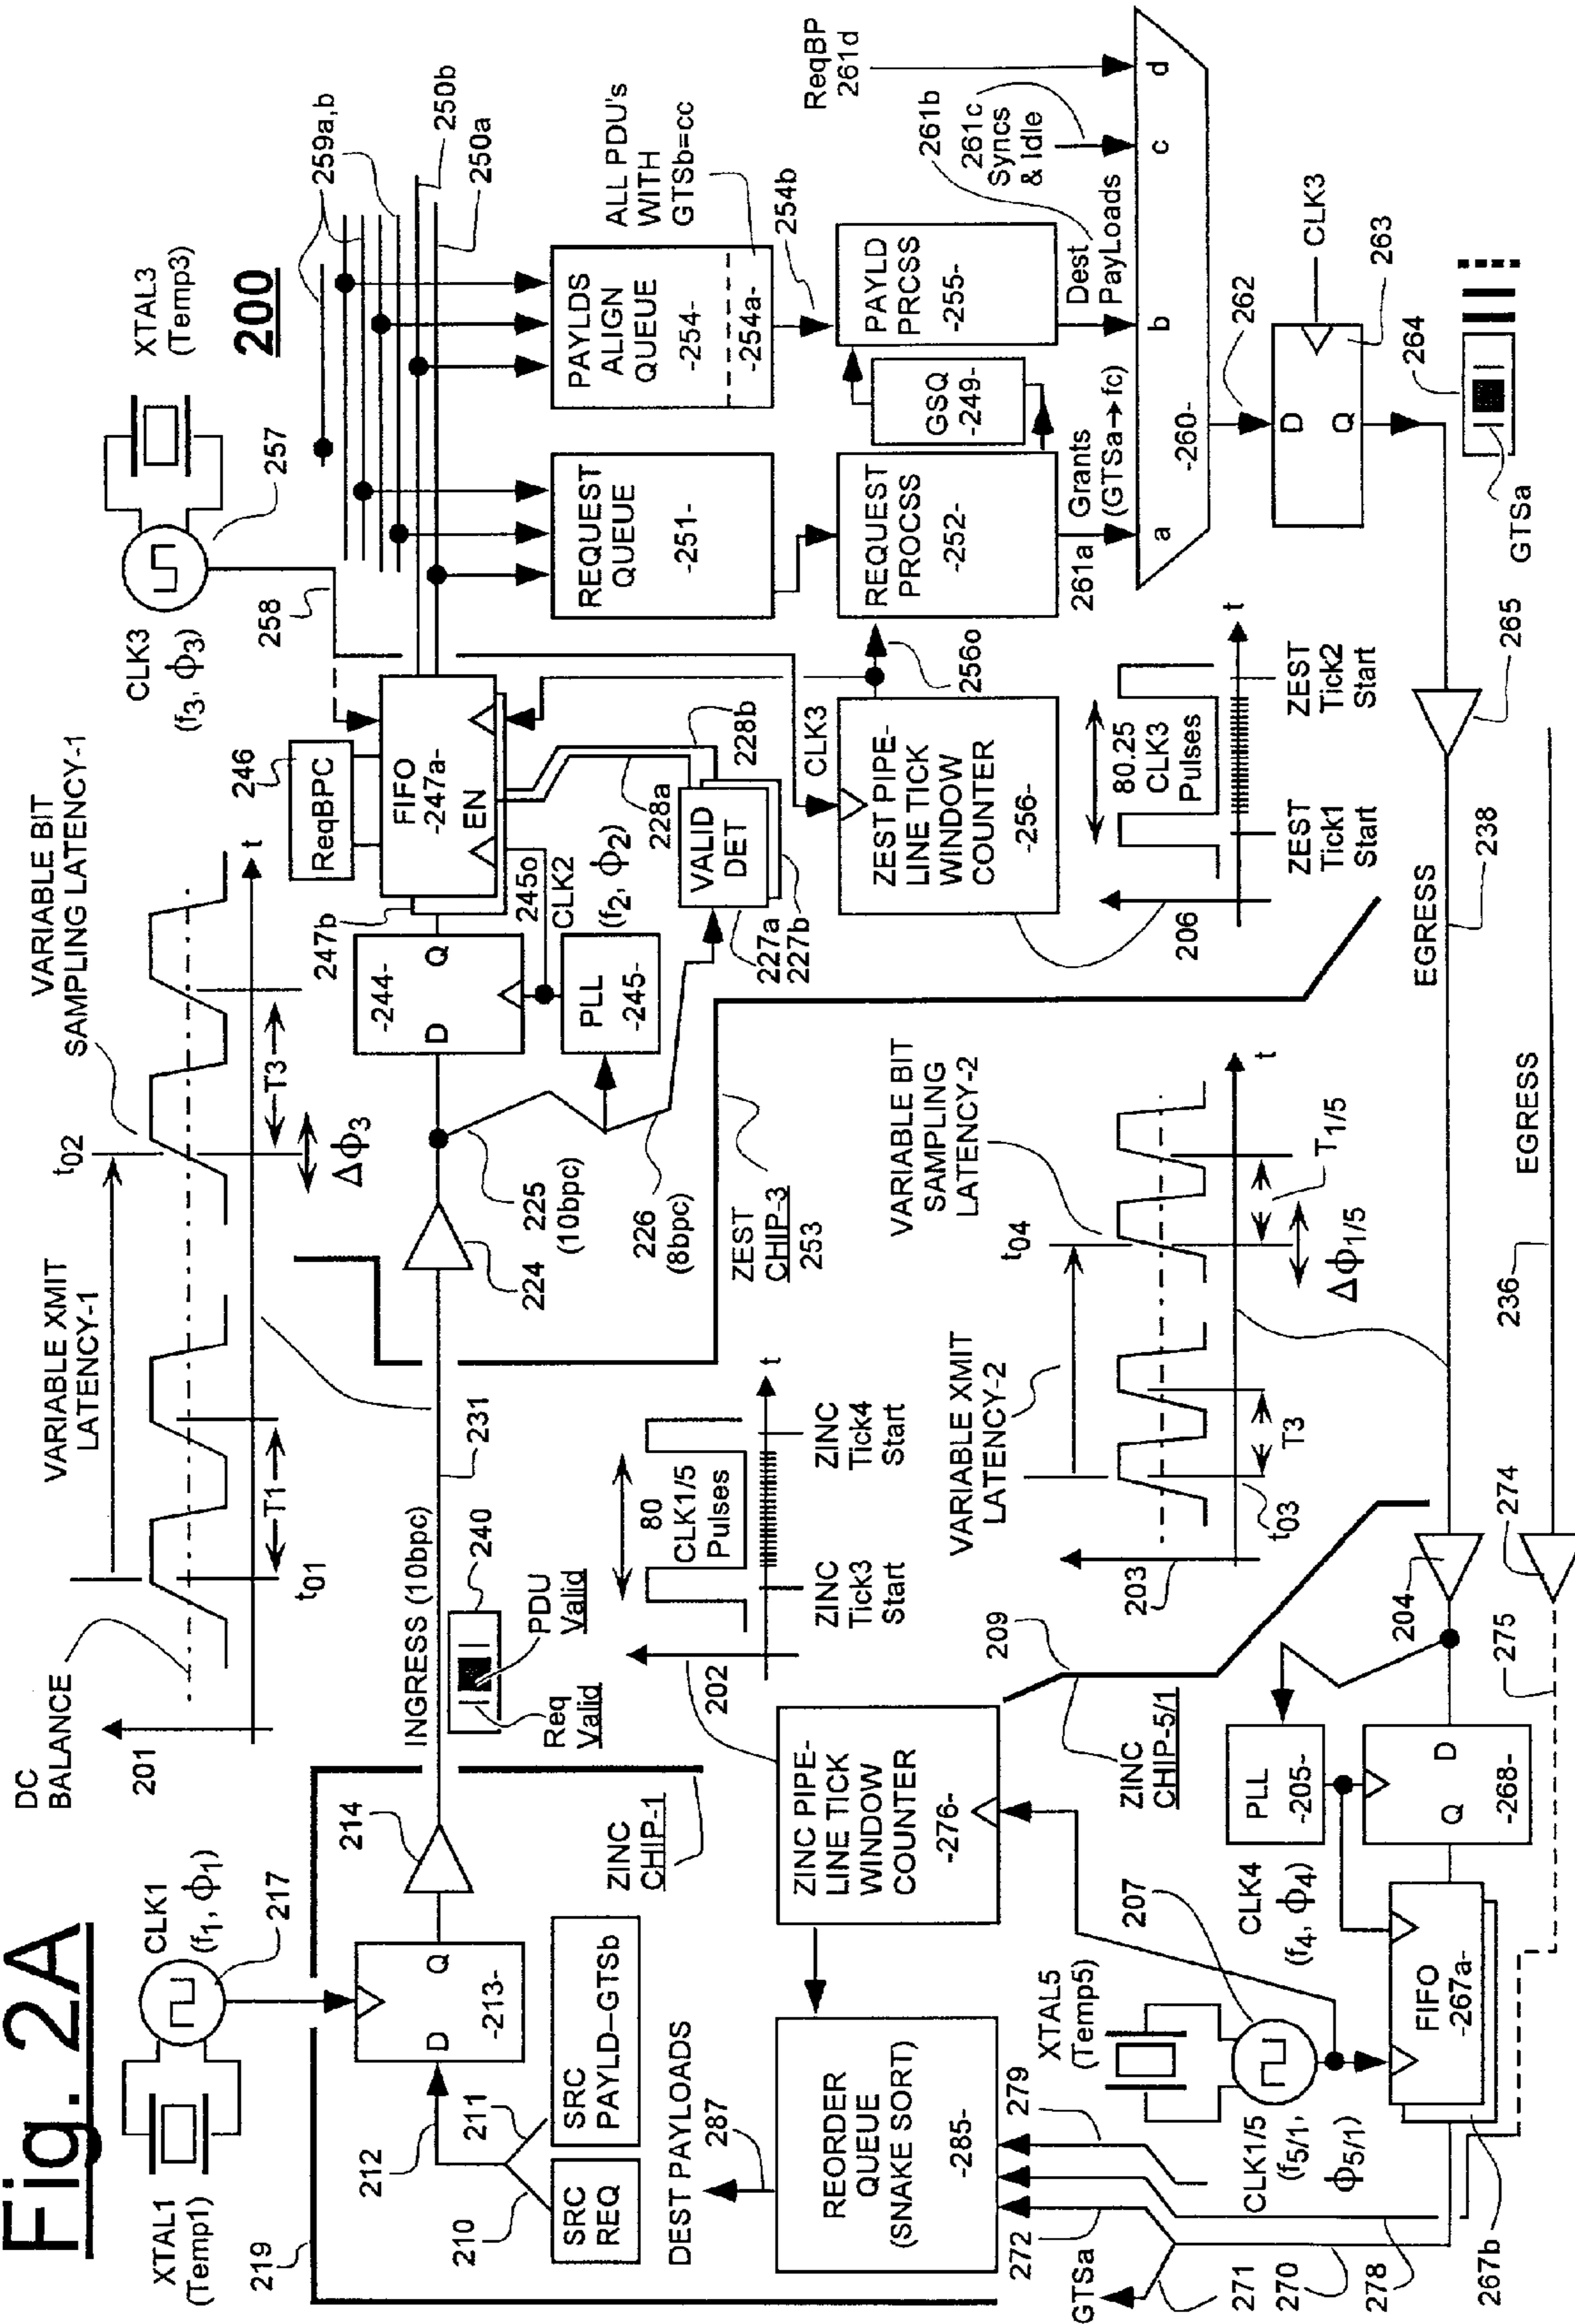 Fig. 2A
200
XTAL1
(Temp1)
CLK1
(f1, Φ1)
217
219
DC
BALANCE
201
VARIABLE XMIT
LATENCY-1
VARIABLE BIT
SAMPLING LATENCY-1
t01
T1
t02
T3
ΔΦ3
t
XTAL3
(Temp3)
CLK3
(f3, Φ3)
257
258
259a,b
250b
250a
D
Q
-213-
214
212
211
210
SRC
REQ
SRC
PAYLD–GTSb
ZINC
CHIP-1
INGRESS (10bpc)
231
240
Req
Valid
PDU
Valid
224
225
(10bpc)
226
(8bpc)
ZEST
CHIP-3
253
-244-
D
Q
PLL
-245-
245o
CLK2
(f2, Φ2)
247b
246
ReqBPC
FIFO
-247a-
EN
228a
228b
VALID
DET
227a
227b
REQUEST
QUEUE
-251-
PAYLDS
ALIGN
QUEUE
-254-
-254a-
ALL PDU's
WITH
GTSb=cc
254b
CLK3
ZEST PIPE-
LINE TICK
WINDOW
COUNTER
-256-
256o
REQUEST
PROCSS
-252-
GSQ
-249-
PAYLD
PRCSS
-255-
261a
Grants
(GTSa→fc)
Dest
PayLoads
261b
261c
Syncs
& Idle
ReqBP
261d
a
b
c
d
-260-
262
D
Q
CLK3
263
264
GTSa
265
206
80.25
CLK3
Pulses
t
ZEST
Tick1
Start
ZEST
Tick2
Start
EGRESS
238
EGRESS
236
DEST PAYLOADS
287
REORDER
QUEUE
(SNAKE SORT)
-285-
ZINC PIPE-
LINE TICK
WINDOW
COUNTER
-276-
202
80
CLK1/5
Pulses
t
ZINC
Tick3
Start
ZINC
Tick4
Start
VARIABLE XMIT
LATENCY-2
VARIABLE BIT
SAMPLING
LATENCY-2
203
t03
T3
t04
T1/5
ΔΦ1/5
t
209
ZINC
CHIP-5/1
XTAL5
(Temp5)
207
CLK1/5
(f5/1,
Φ5/1)
CLK4
(f4, Φ4)
PLL
-205-
204
274
275
Q
D
-268-
FIFO
-267a-
267b
279
272
GTSa
271
270
278